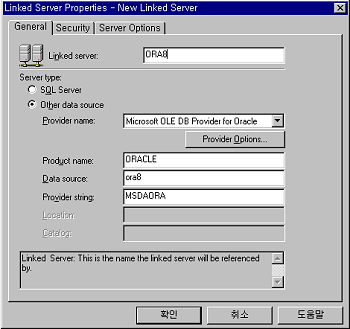 Linked Server Properties - New Linked Server
General
Security
Server Options
Linked server:
ORA8
Server type:
SQL Server
Other data source
Provider name:
Microsoft OLE DB Provider for Oracle
Provider Options...
Product name:
ORACLE
Data source:
ora8
Provider string:
MSDAORA
Location:
Catalog:
Linked Server: This is the name the linked server will be referenced
by.
확인
취소
도움말